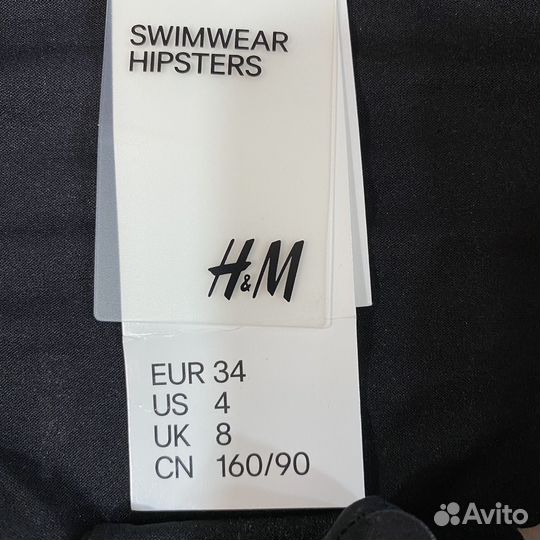 SWIMWEAR
HIPSTERS
H&M
EUR 34
US 4
UK 8
CN 160/90
Avito